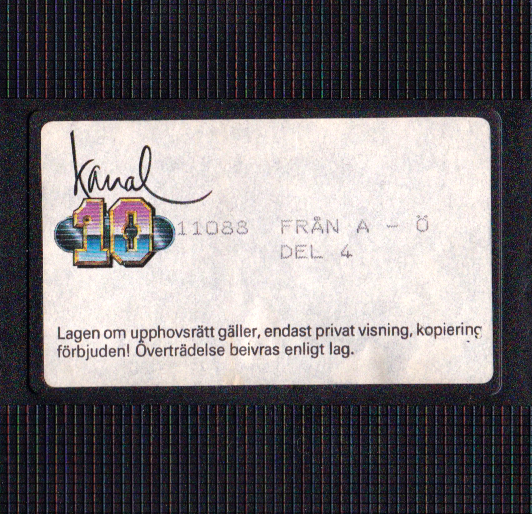 Kanal
10
11088 FRÅN A - Ö
DEL 4
Lagen om upphovsrätt gäller, endast privat visning, kopiering
förbjuden! Överträdelse beivras enligt lag.